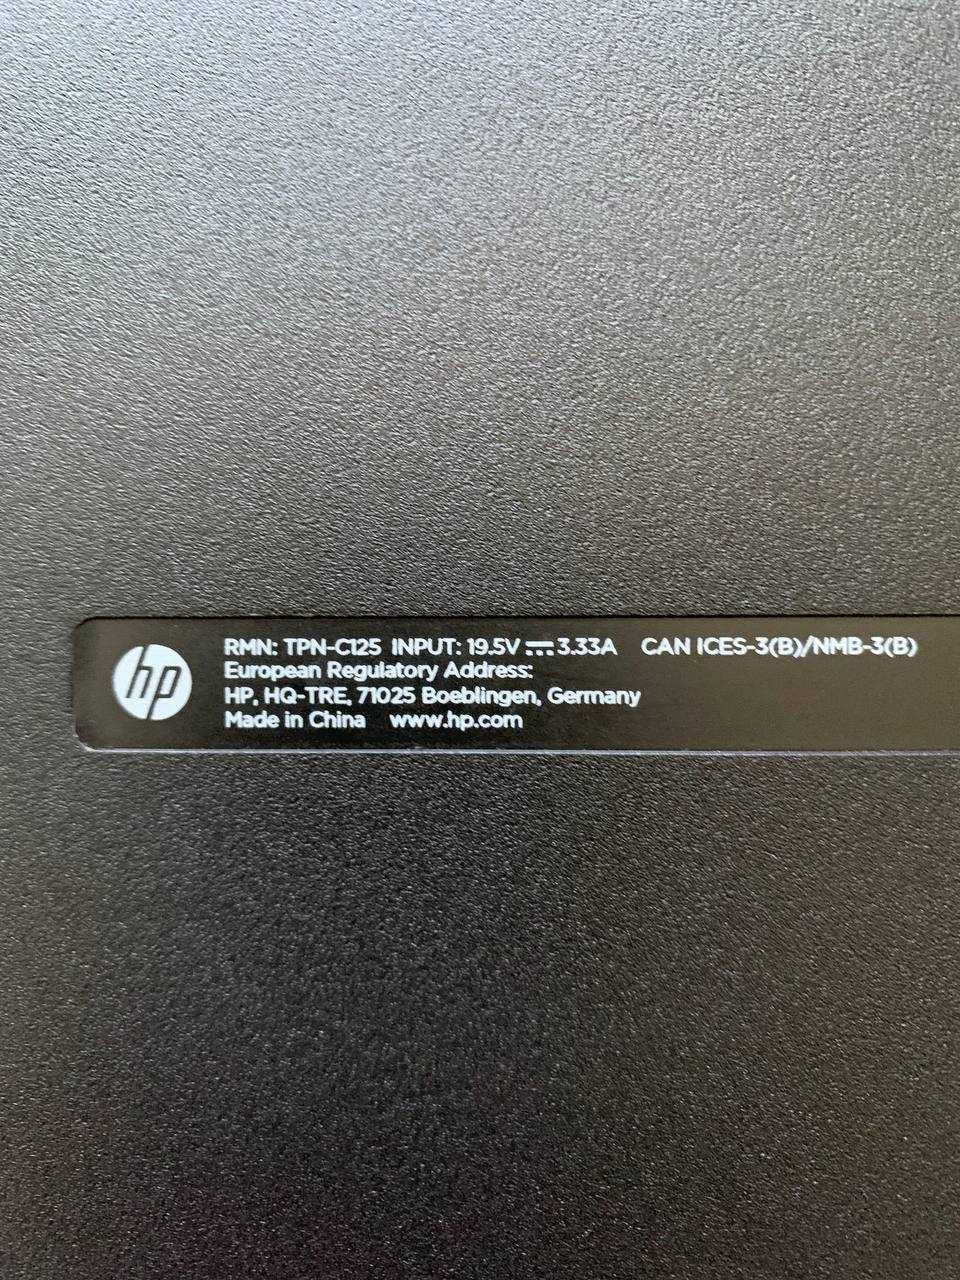 hp
RMN: TPN-C125 INPUT: 19.5V ⎓ 3.33A CAN ICES-3(B)/NMB-3(B)
European Regulatory Address:
HP, HQ-TRE, 71025 Boeblingen, Germany
Made in China www.hp.com